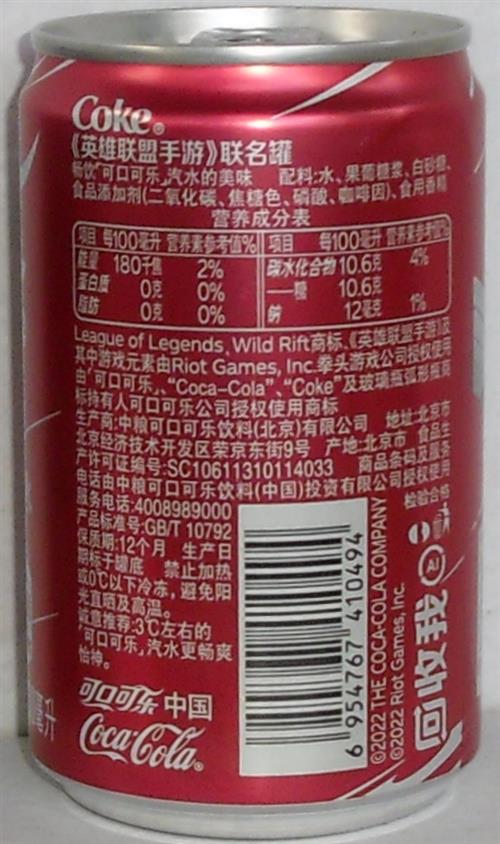 Coke®
《英雄联盟手游》联名罐
畅饮“可口可乐”汽水的美味 配料:水、果葡糖浆、白砂糖、
食品添加剂(二氧化碳、焦糖色、磷酸、咖啡因)、食用香精
营养成分表
项目 每100毫升 营养素参考值% 项目 每100毫升 营养素参考值%
能量 180千焦 2% 碳水化合物 10.6克 4%
蛋白质 0克 0% —糖 10.6克
脂肪 0克 0% 钠 12毫克 1%
League of Legends、Wild Rift商标、《英雄联盟手游》及
其中游戏元素由Riot Games, Inc.拳头游戏公司授权使用
由“可口可乐”、“Coca-Cola”、“Coke”及玻璃瓶弧形瓶商
标持有人可口可乐公司授权使用商标
生产商:中粮可口可乐饮料(北京)有限公司 地址:北京市
北京经济技术开发区荣京东街9号 产地:北京市 食品生
产许可证编号:SC10611310114033 商品条码及服务
电话由中粮可口可乐饮料(中国)投资有限公司授权使用
服务电话:4008989000 检验合格
产品标准号:GB/T 10792
保质期:12个月 生产日
期标于罐底 禁止加热
或0℃以下冷冻,避免阳
光直晒及高温。
诚意推荐:3℃左右的
“可口可乐”汽水更畅爽
怡神。
可口可乐 中国
Coca-Cola®
毫升
6 954767 410494
©2022 THE COCA-COLA COMPANY
©2022 Riot Games, Inc.
回收我 Al